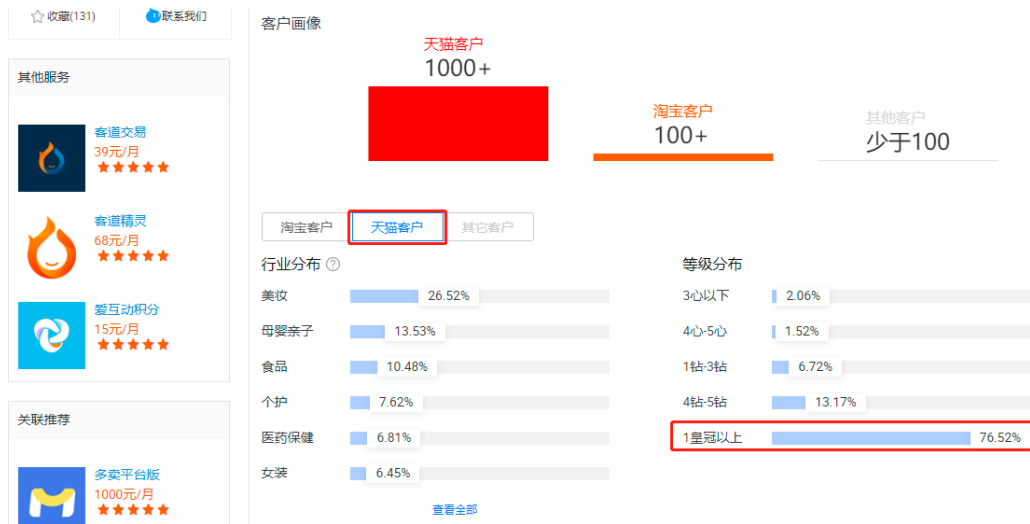 收藏(131)
联系我们
其他服务
客道交易
39元/月
客道精灵
68元/月
爱互动积分
15元/月
关联推荐
多卖平台版
1000元/月
客户画像
天猫客户
1000+
淘宝客户
100+
其他客户
少于100
淘宝客户
天猫客户
其它客户
行业分布
美妆 26.52%
母婴亲子 13.53%
食品 10.48%
个护 7.62%
医药保健 6.81%
女装 6.45%
查看全部
等级分布
3心以下 2.06%
4心-5心 1.52%
1钻-3钻 6.72%
4钻-5钻 13.17%
1皇冠以上 76.52%